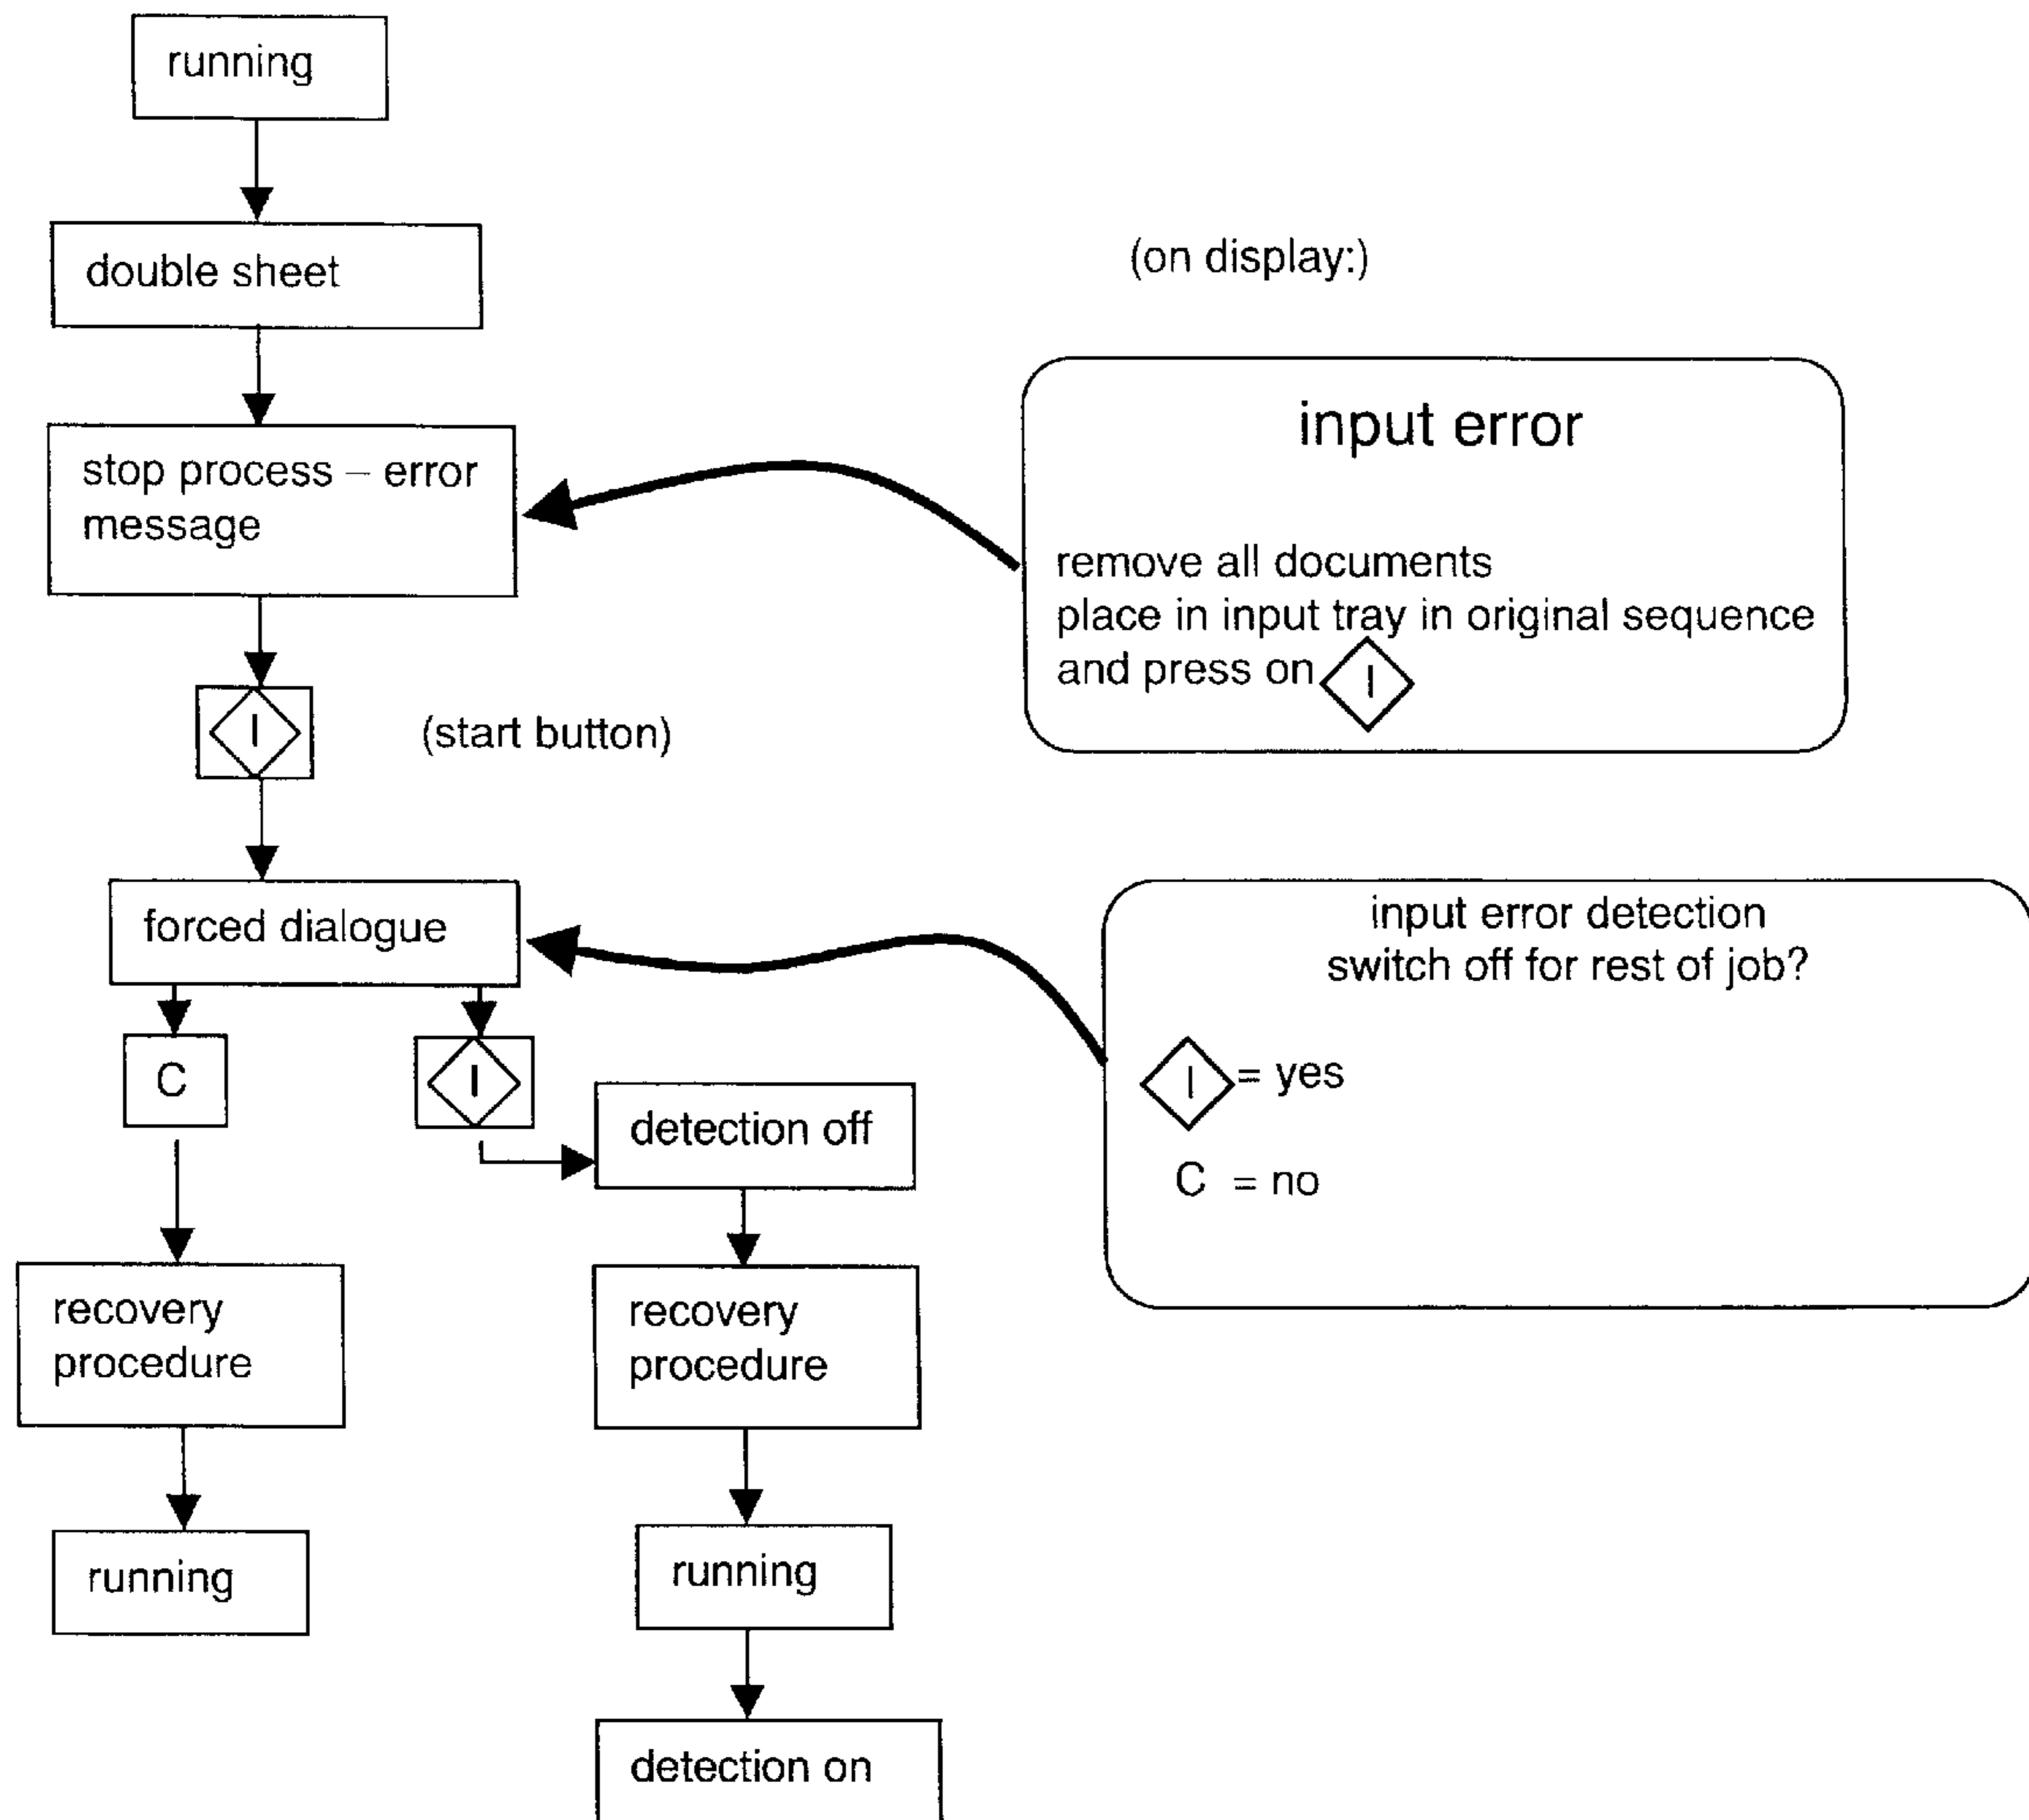 running
double sheet
(on display:)
stop process – error
message
input error
remove all documents
place in input tray in original sequence
and press on I
I
(start button)
forced dialogue
input error detection
switch off for rest of job?
I = yes
C = no
C
I
detection off
recovery
procedure
recovery
procedure
running
running
detection on